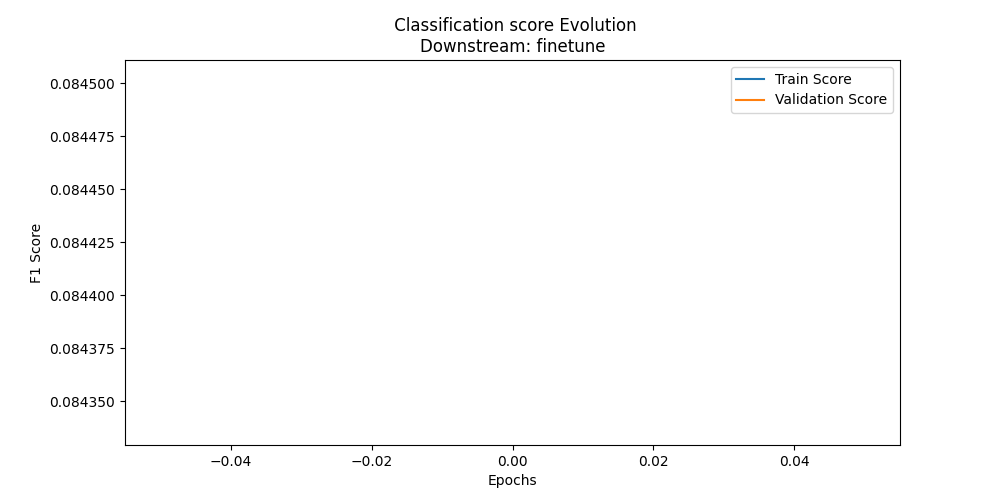 Classification score Evolution
Downstream: finetune
Train Score
Validation Score
0.084500
0.084475
0.084450
0.084425
0.084400
0.084375
0.084350
F1 Score
−0.04
−0.02
0.00
0.02
0.04
Epochs